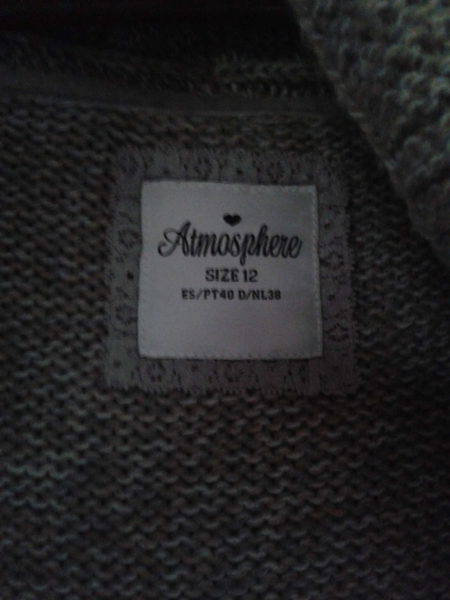 Atmosphere
SIZE 12
ES/PT40 D/NL38